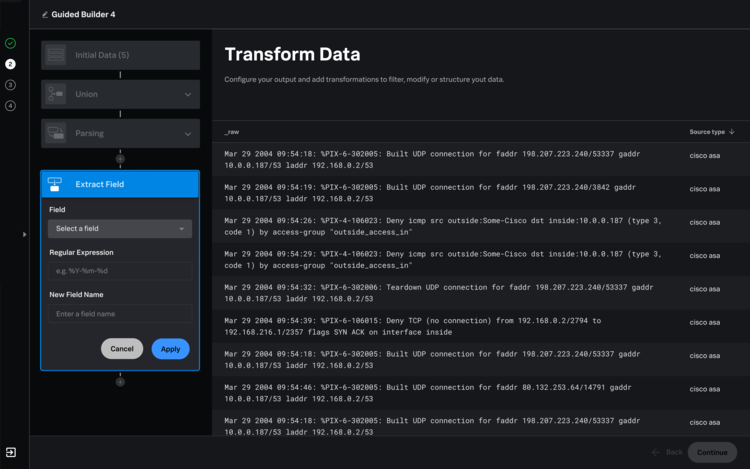 Guided Builder 4
2
3
4
Initial Data (5)
Union
Parsing
Extract Field
Field
Select a field
Regular Expression
e.g. %Y-%m-%d
New Field Name
Enter a field name
Cancel
Apply
Transform Data
Configure your output and add transformations to filter, modify or structure yout data.
_raw
Source type
Mar 29 2004 09:54:18: %PIX-6-302005: Built UDP connection for faddr 198.207.223.240/53337 gaddr
10.0.0.187/53 laddr 192.168.0.2/53
cisco asa
Mar 29 2004 09:54:19: %PIX-6-302005: Built UDP connection for faddr 198.207.223.240/3842 gaddr
10.0.0.187/53 laddr 192.168.0.2/53
cisco asa
Mar 29 2004 09:54:26: %PIX-4-106023: Deny icmp src outside:Some-Cisco dst inside:10.0.0.187 (type 3,
code 1) by access-group "outside_access_in"
cisco asa
Mar 29 2004 09:54:29: %PIX-4-106023: Deny icmp src outside:Some-Cisco dst inside:10.0.0.187 (type 3,
code 1) by access-group "outside_access_in"
cisco asa
Mar 29 2004 09:54:32: %PIX-6-302006: Teardown UDP connection for faddr 198.207.223.240/53337 gaddr
10.0.0.187/53 laddr 192.168.0.2/53
cisco asa
Mar 29 2004 09:54:39: %PIX-6-106015: Deny TCP (no connection) from 192.168.0.2/2794 to
192.168.216.1/2357 flags SYN ACK on interface inside
cisco asa
Mar 29 2004 09:54:18: %PIX-6-302005: Built UDP connection for faddr 198.207.223.240/53337 gaddr
10.0.0.187/53 laddr 192.168.0.2/53
cisco asa
Mar 29 2004 09:54:46: %PIX-6-302005: Built UDP connection for faddr 80.132.253.64/14791 gaddr
10.0.0.187/53 laddr 192.168.0.2/53
cisco asa
Mar 29 2004 09:54:18: %PIX-6-302005: Built UDP connection for faddr 198.207.223.240/53337 gaddr
10.0.0.187/53 laddr 192.168.0.2/53
cisco asa
Back
Continue